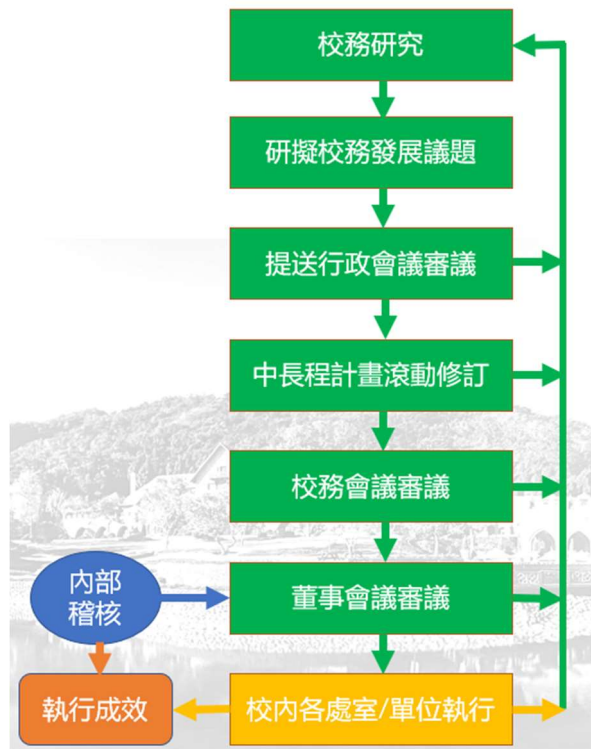 校務研究
研擬校務發展議題
提送行政會議審議
中長程計畫滾動修訂
校務會議審議
內部
稽核
董事會議審議
執行成效
校內各處室/單位執行